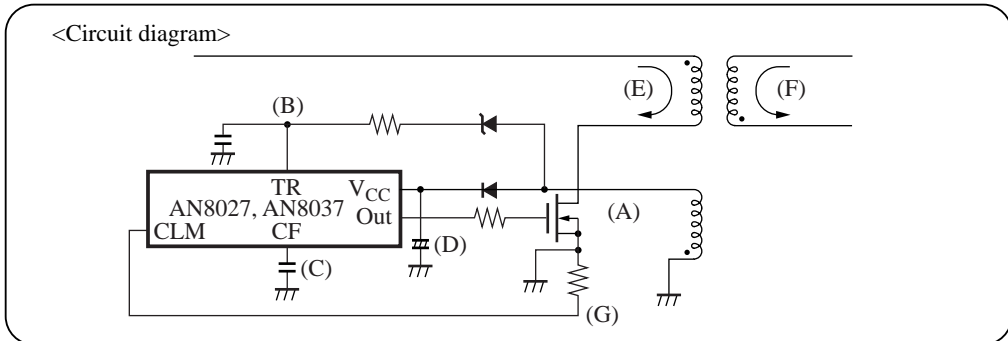 <Circuit diagram>
(E)
(F)
(B)
TR
VCC
AN8027, AN8037
Out
(A)
CLM
CF
(D)
(C)
(G)